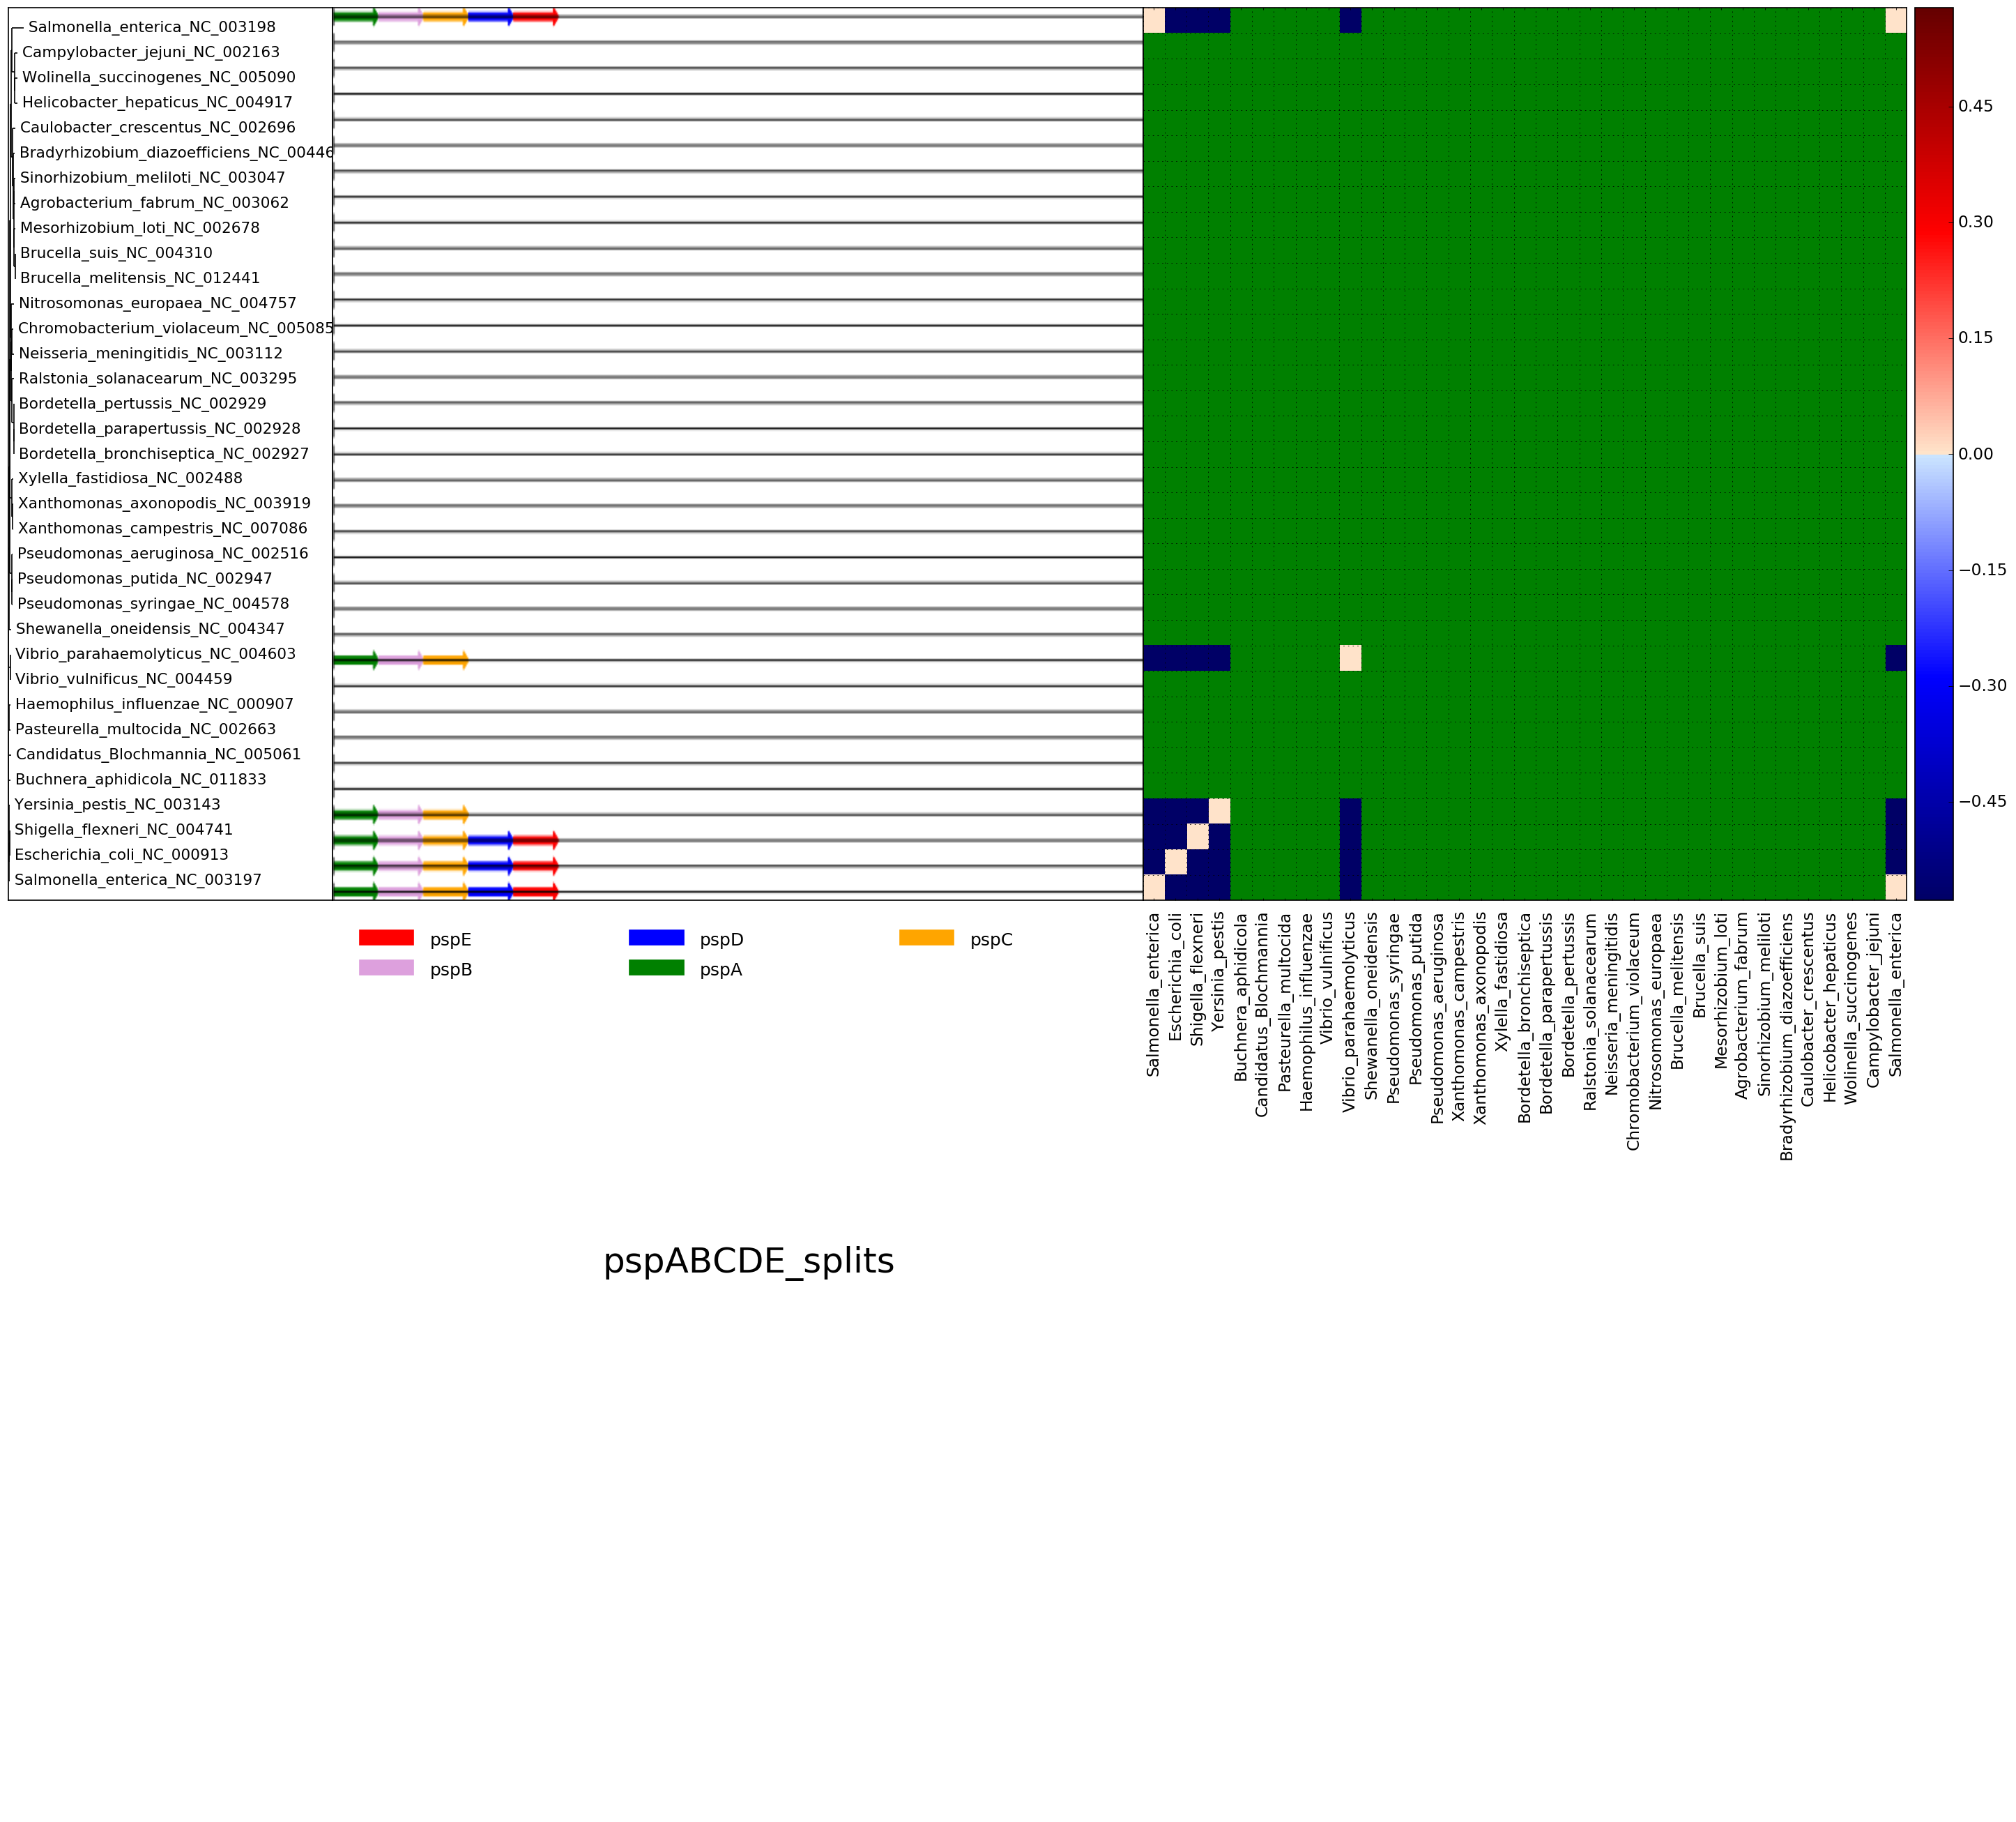 Salmonella_enterica_NC_003198
Campylobacter_jejuni_NC_002163
Wolinella_succinogenes_NC_005090
Helicobacter_hepaticus_NC_004917
Caulobacter_crescentus_NC_002696
Bradyrhizobium_diazoefficiens_NC_00446
Sinorhizobium_meliloti_NC_003047
Agrobacterium_fabrum_NC_003062
Mesorhizobium_loti_NC_002678
Brucella_suis_NC_004310
Brucella_melitensis_NC_012441
Nitrosomonas_europaea_NC_004757
Chromobacterium_violaceum_NC_005085
Neisseria_meningitidis_NC_003112
Ralstonia_solanacearum_NC_003295
Bordetella_pertussis_NC_002929
Bordetella_parapertussis_NC_002928
Bordetella_bronchiseptica_NC_002927
Xylella_fastidiosa_NC_002488
Xanthomonas_axonopodis_NC_003919
Xanthomonas_campestris_NC_007086
Pseudomonas_aeruginosa_NC_002516
Pseudomonas_putida_NC_002947
Pseudomonas_syringae_NC_004578
Shewanella_oneidensis_NC_004347
Vibrio_parahaemolyticus_NC_004603
Vibrio_vulnificus_NC_004459
Haemophilus_influenzae_NC_000907
Pasteurella_multocida_NC_002663
Candidatus_Blochmannia_NC_005061
Buchnera_aphidicola_NC_011833
Yersinia_pestis_NC_003143
Shigella_flexneri_NC_004741
Escherichia_coli_NC_000913
Salmonella_enterica_NC_003197
0.45
0.30
0.15
0.00
−0.15
−0.30
−0.45
pspE
pspD
pspC
pspB
pspA
Salmonella_enterica
Escherichia_coli
Shigella_flexneri
Yersinia_pestis
Buchnera_aphidicola
Candidatus_Blochmannia
Pasteurella_multocida
Haemophilus_influenzae
Vibrio_vulnificus
Vibrio_parahaemolyticus
Shewanella_oneidensis
Pseudomonas_syringae
Pseudomonas_putida
Pseudomonas_aeruginosa
Xanthomonas_campestris
Xanthomonas_axonopodis
Xylella_fastidiosa
Bordetella_bronchiseptica
Bordetella_parapertussis
Bordetella_pertussis
Ralstonia_solanacearum
Neisseria_meningitidis
Chromobacterium_violaceum
Nitrosomonas_europaea
Brucella_melitensis
Brucella_suis
Mesorhizobium_loti
Agrobacterium_fabrum
Sinorhizobium_meliloti
Bradyrhizobium_diazoefficiens
Caulobacter_crescentus
Helicobacter_hepaticus
Wolinella_succinogenes
Campylobacter_jejuni
Salmonella_enterica
pspABCDE_splits